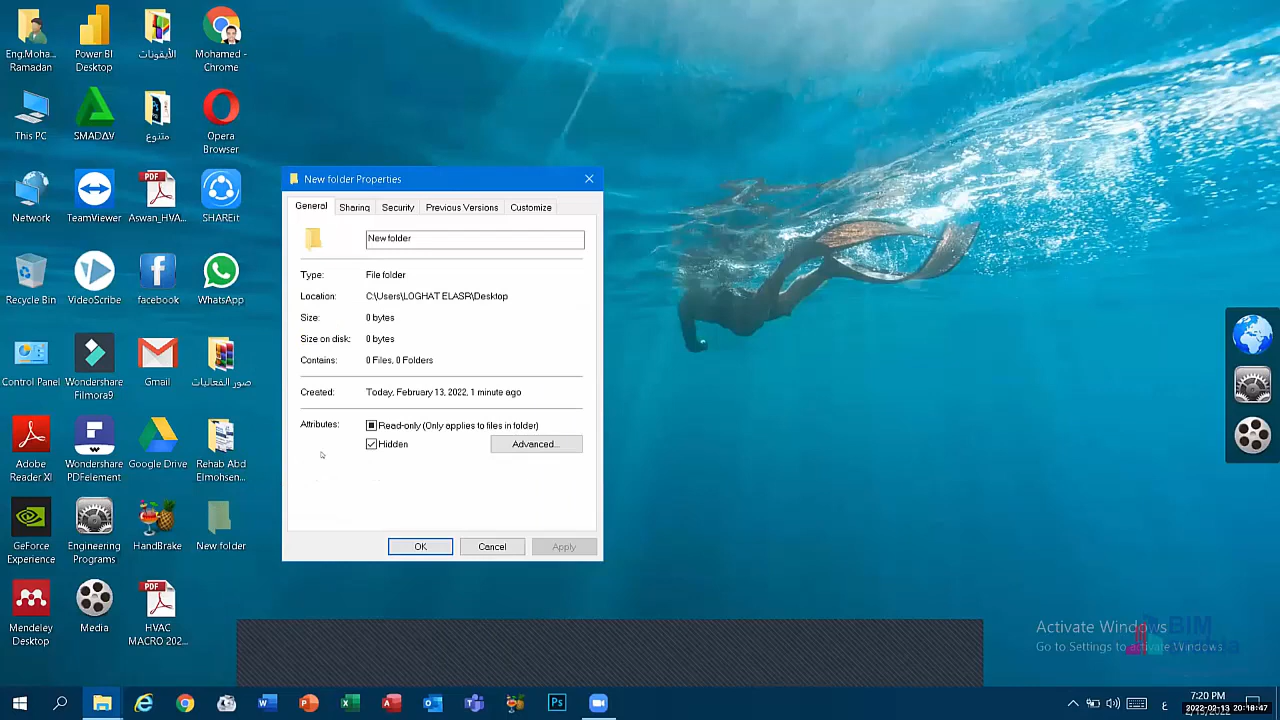 Eng.Moha...
Ramadan
Power BI
Desktop
الأيقونات
Mohamed -
Chrome
This PC
SMADΔV
متنوع
Opera
Browser
Network
TeamViewer
PDF
Aswan_HVA...
SHAREit
Recycle Bin
VideoScribe
facebook
WhatsApp
Control Panel
Wondershare
Filmora9
Gmail
صور الفعاليات
Adobe
Reader XI
Wondershare
PDFelement
Google Drive
Rehab Abd
Elmohsen...
GeForce
Experience
Engineering
Programs
HandBrake
New folder
Mendeley
Desktop
Media
PDF
HVAC
MACRO 202...
New folder Properties
General
Sharing
Security
Previous Versions
Customize
New folder
Type: File folder
Location: C:\Users\LOGHAT ELASR\Desktop
Size: 0 bytes
Size on disk: 0 bytes
Contains: 0 Files, 0 Folders
Created: Today, February 13, 2022, 1 minute ago
Attributes: Read-only (Only applies to files in folder)
Hidden
Advanced...
OK
Cancel
Apply
Activate Windows
Go to Settings to activate Windows.
BIM
Ps
ع
7:20 PM
2022-02-13 20:18:47